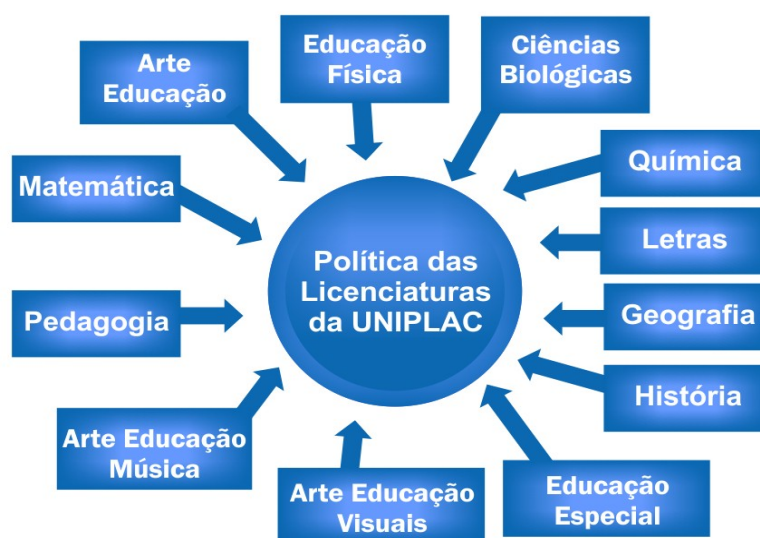 Arte
Educação
Educação
Física
Ciências
Biológicas
Química
Letras
Geografia
História
Educação
Especial
Arte Educação
Visuais
Arte Educação
Música
Pedagogia
Matemática
Política das
Licenciaturas
da UNIPLAC